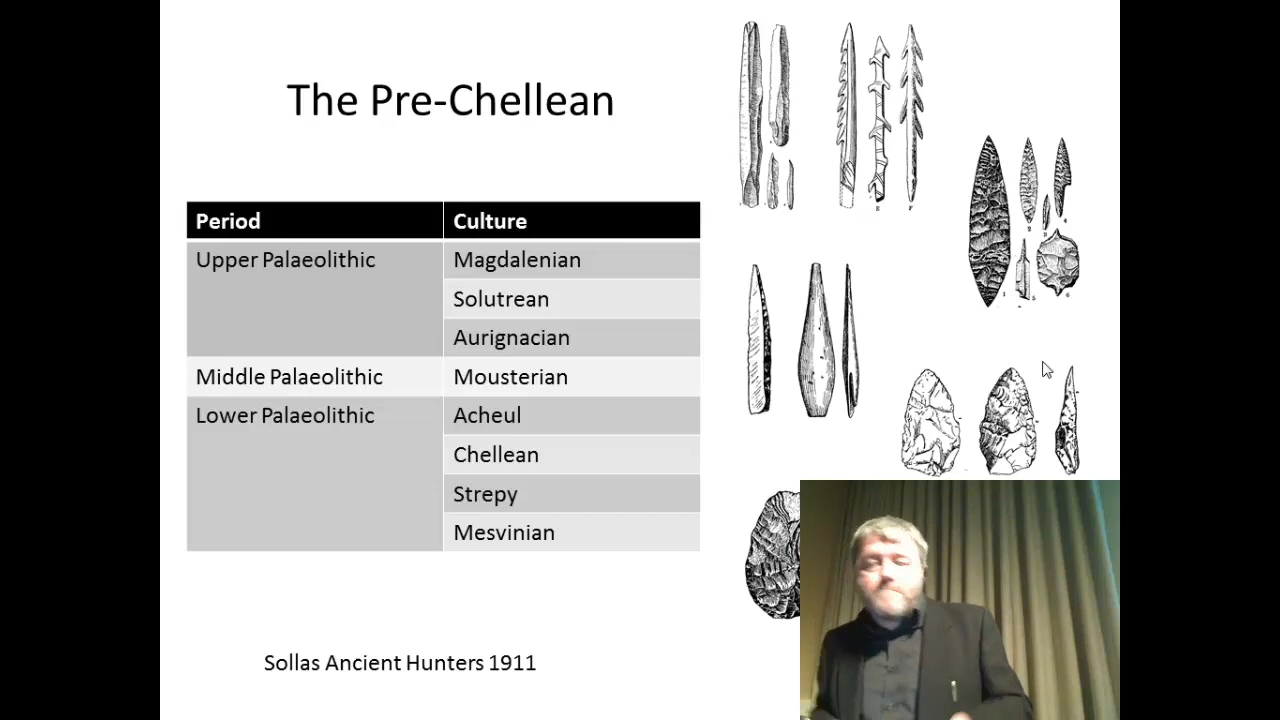 The Pre-Chellean
Period Culture
Upper Palaeolithic Magdalenian
Solutrean
Aurignacian
Middle Palaeolithic Mousterian
Lower Palaeolithic Acheul
Chellean
Strepy
Mesvinian
Sollas Ancient Hunters 1911